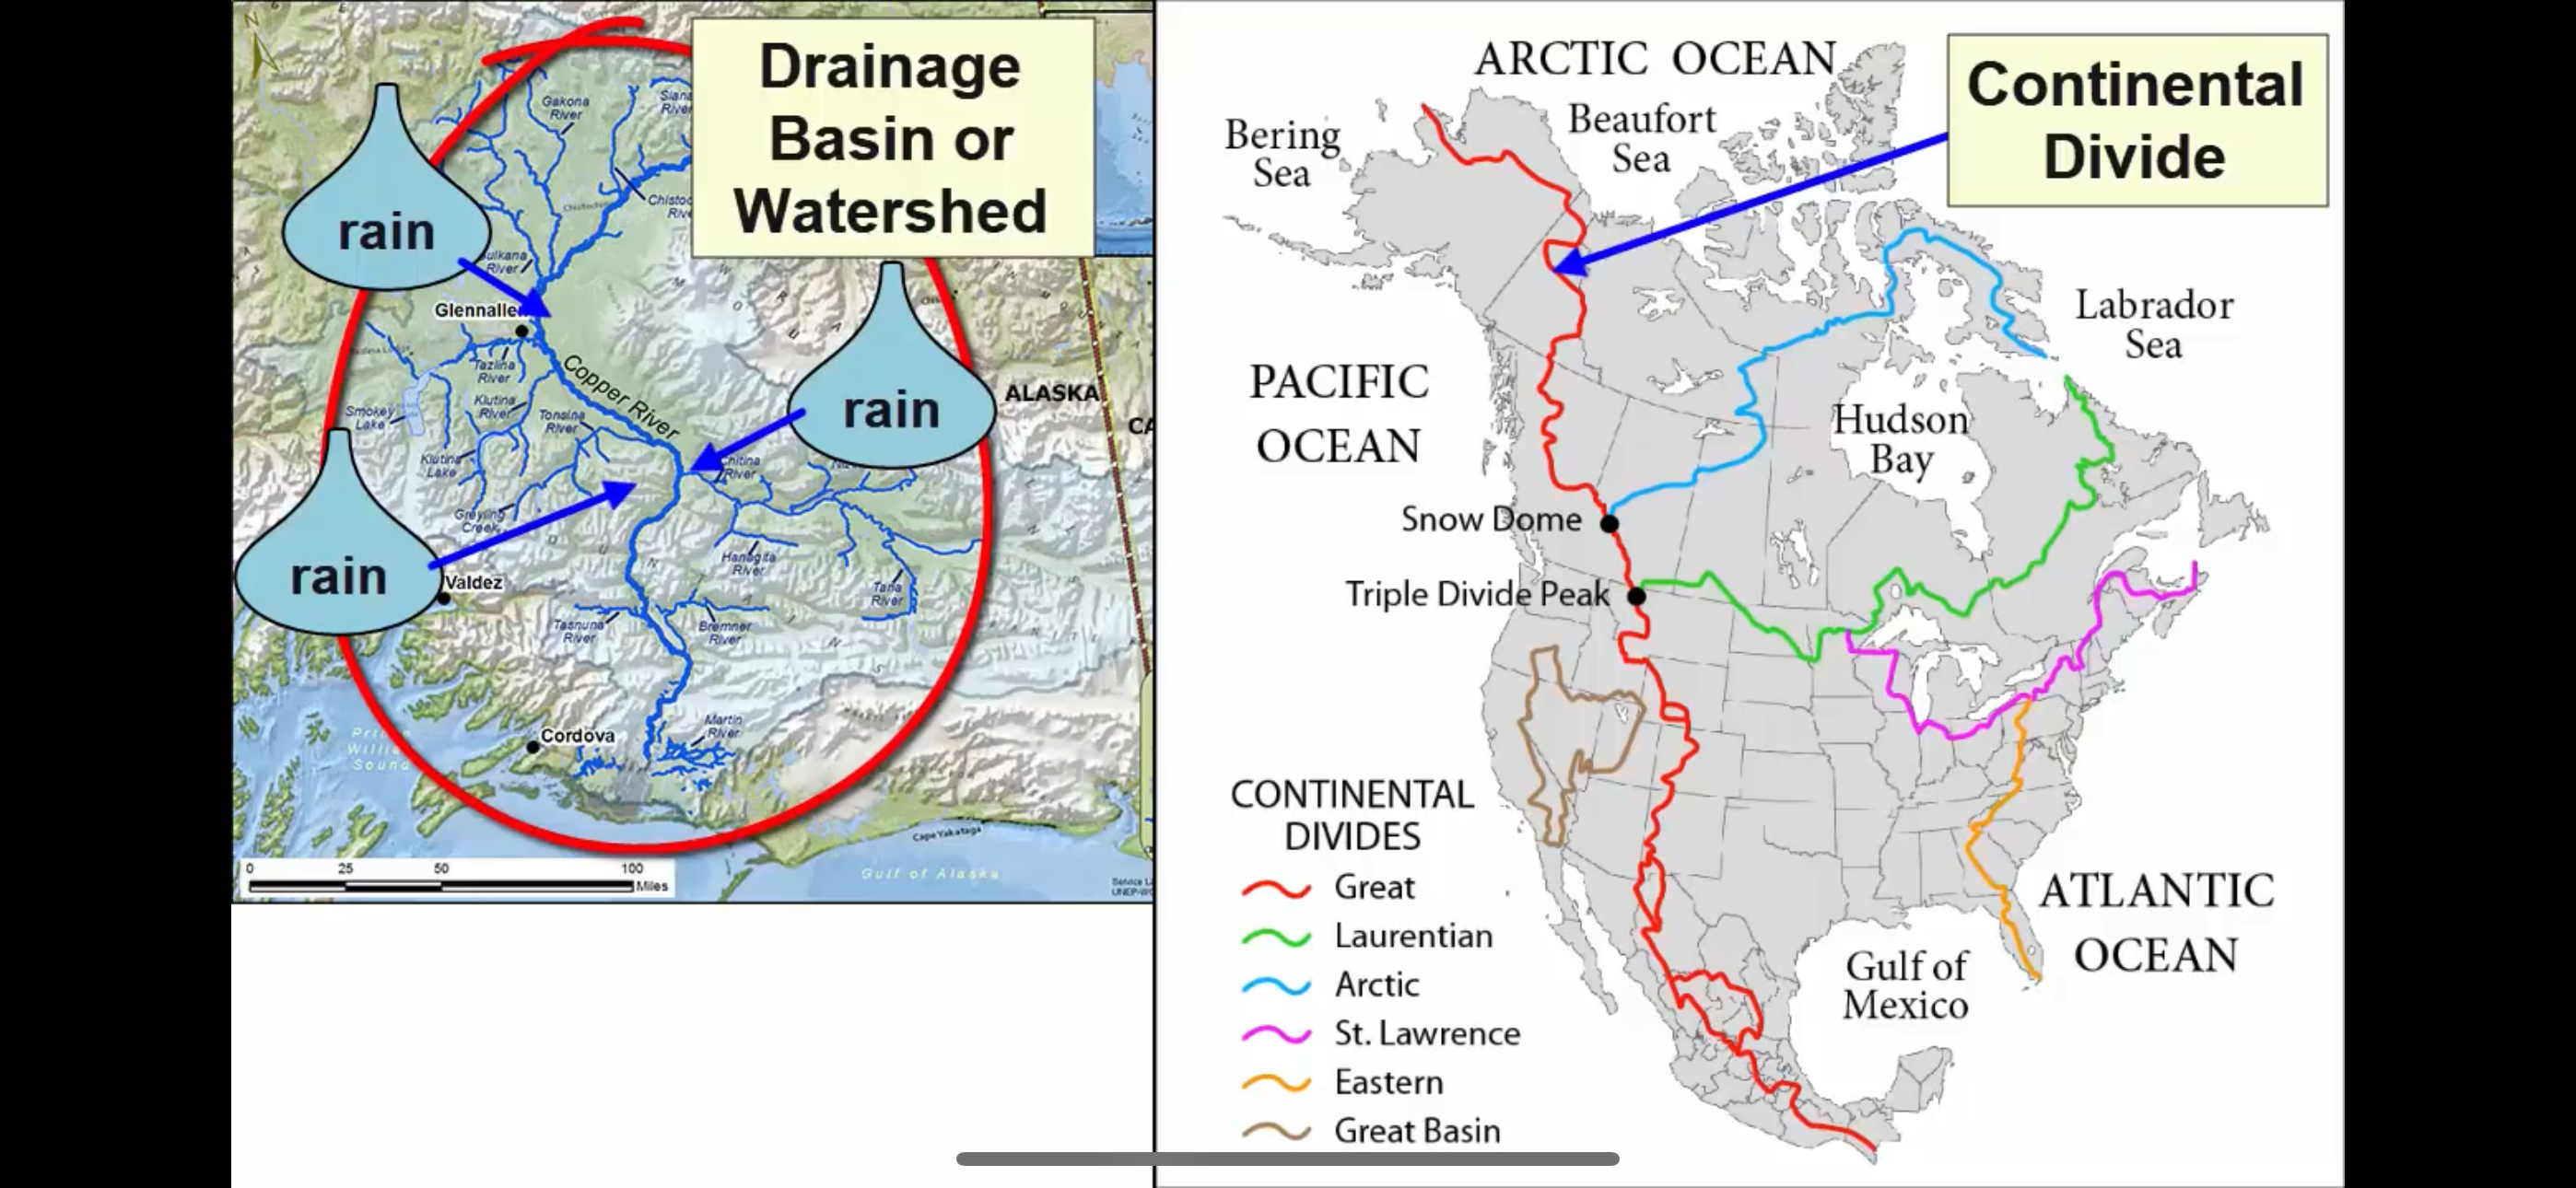 Drainage
Basin or
Watershed
rain
rain
rain
Gakona
River
Slana
River
Chistochina
Gulkana
River
Glennallen
Tazlina
River
Copper River
Klutina
River
Tonsina
River
Smokey
Lake
Klutina
Lake
Chitina
River
Greyling
Creek
Hanagita
River
Tana
River
Valdez
Tasnuna
River
Bremner
River
Martin
River
Cordova
Prince
William
Sound
ALASKA
CA
Cape Yakataga
Gulf of Alaska
0 25 50 100
Miles
Continental
Divide
ARCTIC OCEAN
Bering
Sea
Beaufort
Sea
Labrador
Sea
PACIFIC
OCEAN
Hudson
Bay
Snow Dome
Triple Divide Peak
CONTINENTAL
DIVIDES
Great
Laurentian
Arctic
St. Lawrence
Eastern
Great Basin
ATLANTIC
OCEAN
Gulf of
Mexico